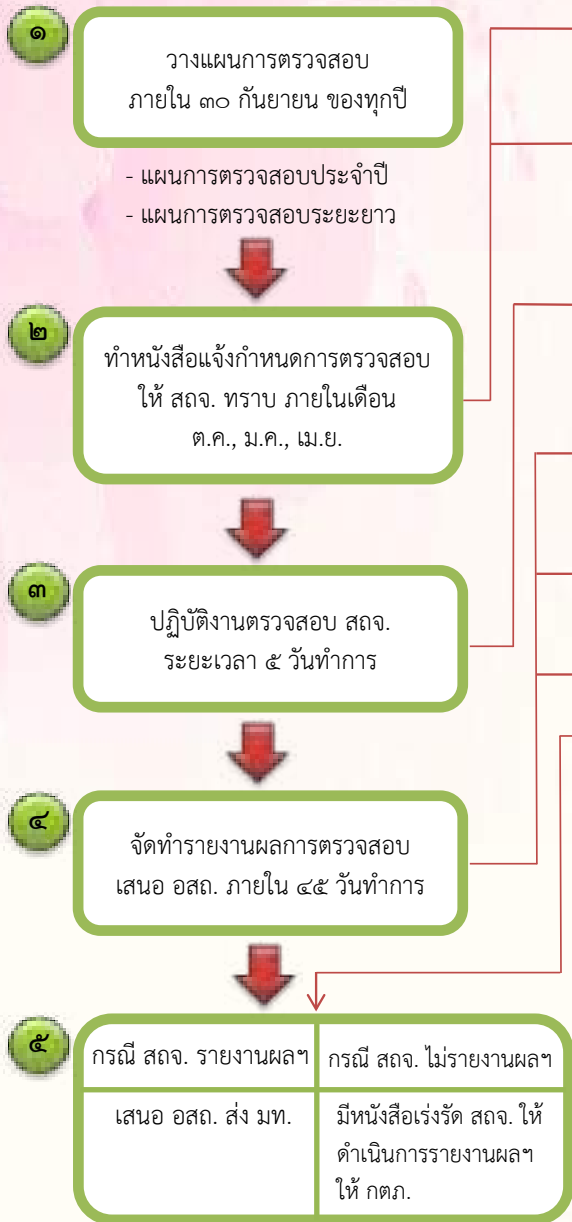 ๑
วางแผนการตรวจสอบ
ภายใน ๓๐ กันยายน ของทุกปี
- แผนการตรวจสอบประจำปี
- แผนการตรวจสอบระยะยาว
๒
ทำหนังสือแจ้งกำหนดการตรวจสอบ
ให้ สถจ. ทราบ ภายในเดือน
ต.ค., ม.ค., เม.ย.
๓
ปฏิบัติงานตรวจสอบ สถจ.
ระยะเวลา ๕ วันทำการ
๔
จัดทำรายงานผลการตรวจสอบ
เสนอ อสถ. ภายใน ๔๕ วันทำการ
๕
กรณี สถจ. รายงานผลฯ
เสนอ อสถ. ส่ง มท.
กรณี สถจ. ไม่รายงานผลฯ
มีหนังสือเร่งรัด สถจ. ให้
ดำเนินการรายงานผลฯ
ให้ กตภ.